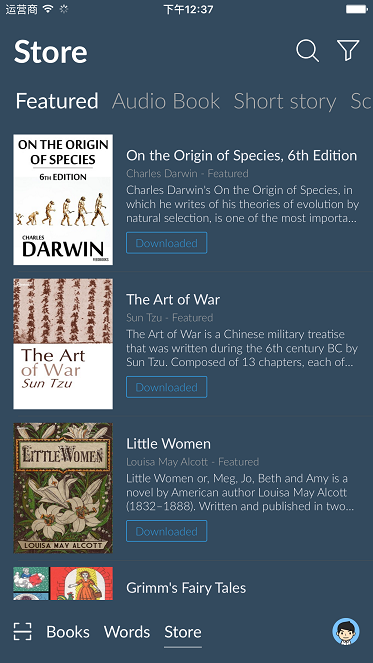 运营商 下午12:37
Store
Featured Audio Book Short story Sc
ON THE ORIGIN
OF SPECIES
6TH EDITION
CHARLES
DARWIN
On the Origin of Species, 6th Edition
Charles Darwin - Featured
Charles Darwin's On the Origin of Species, in
which he writes of his theories of evolution by
natural selection, is one of the most importa...
Downloaded
The Art
of War
Sun Tzu
The Art of War
Sun Tzu - Featured
The Art of War is a Chinese military treatise
that was written during the 6th century BC by
Sun Tzu. Composed of 13 chapters, each of...
Downloaded
LITTLE WOMEN
LOUISA MAY ALCOTT
Little Women
Louisa May Alcott - Featured
Little Women or, Meg, Jo, Beth and Amy is a
novel by American author Louisa May Alcott
(1832–1888). Written and published in two...
Downloaded
Grimm's Fairy Tales
Books Words Store